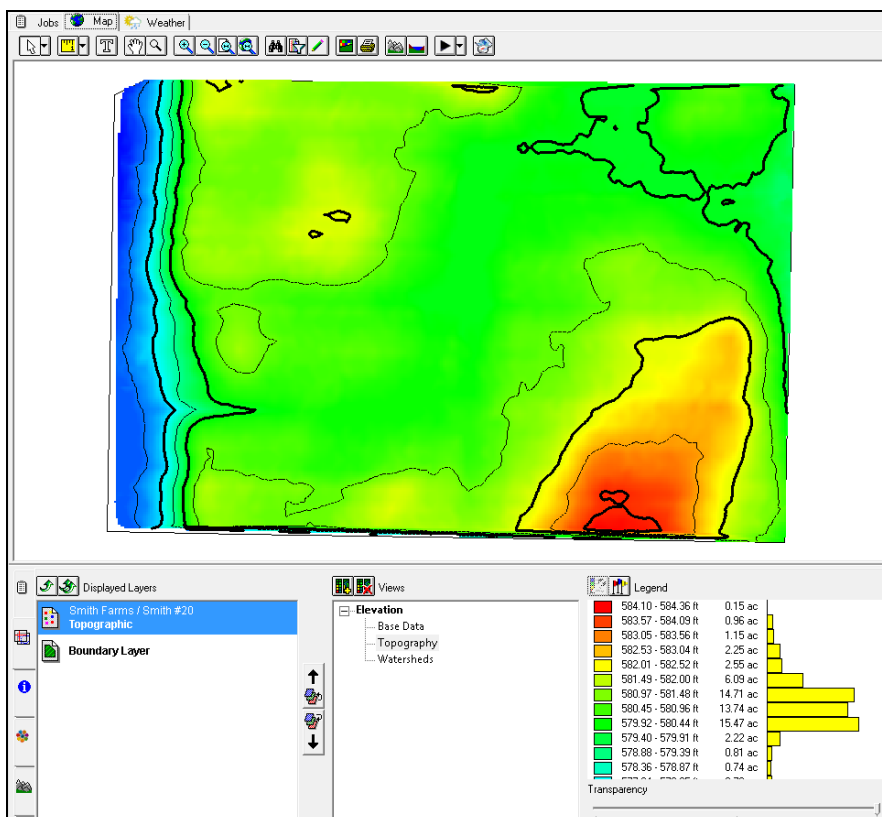 Jobs Map Weather
Displayed Layers
Smith Farms / Smith #20
Topographic
Boundary Layer
Views
Elevation
Base Data
Topography
Watersheds
Legend
584.10 - 584.36 ft 0.15 ac
583.57 - 584.09 ft 0.96 ac
583.05 - 583.56 ft 1.15 ac
582.53 - 583.04 ft 2.25 ac
582.01 - 582.52 ft 2.55 ac
581.49 - 582.00 ft 6.09 ac
580.97 - 581.48 ft 14.71 ac
580.45 - 580.96 ft 13.74 ac
579.92 - 580.44 ft 15.47 ac
579.40 - 579.91 ft 2.22 ac
578.88 - 579.39 ft 0.81 ac
578.36 - 578.87 ft 0.74 ac
Transparency